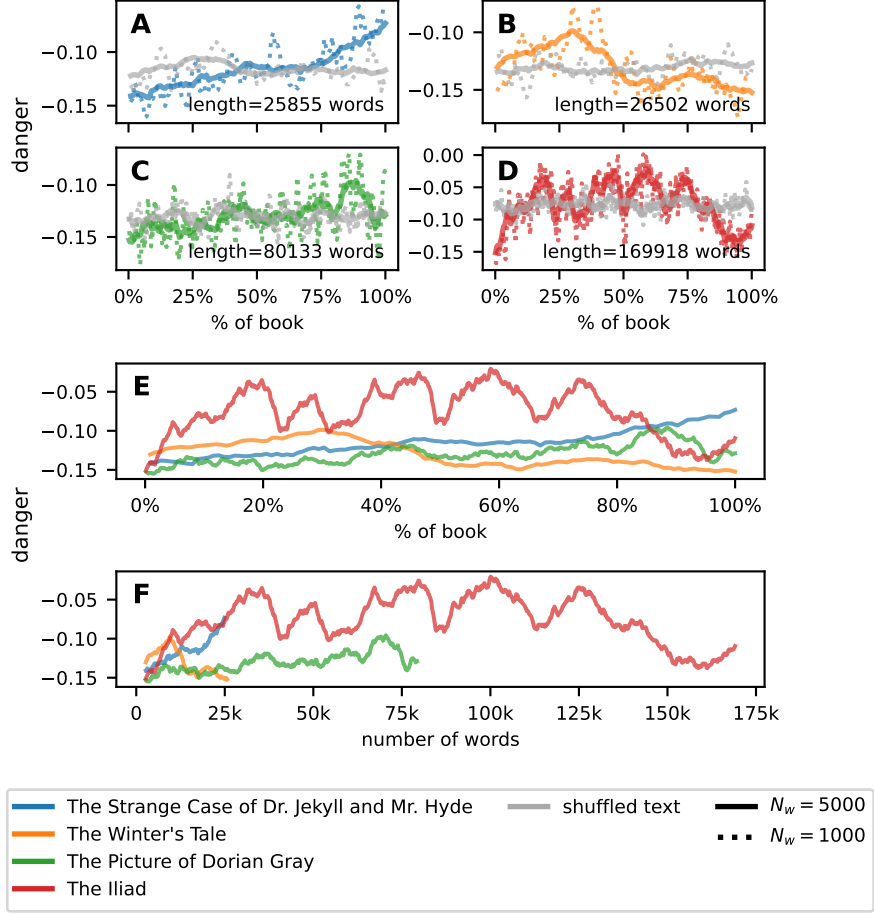 A
B
−0.10
−0.15
length=25855 words
−0.10
−0.15
length=26502 words
danger
C
D
−0.10
−0.15
length=80133 words
0.00
−0.05
−0.10
−0.15
length=169918 words
0% 25% 50% 75% 100%
0% 25% 50% 75% 100%
% of book
% of book
E
−0.05
−0.10
−0.15
0% 20% 40% 60% 80% 100%
% of book
danger
F
−0.05
−0.10
−0.15
0 25k 50k 75k 100k 125k 150k 175k
number of words
The Strange Case of Dr. Jekyll and Mr. Hyde
The Winter's Tale
The Picture of Dorian Gray
The Iliad
shuffled text
N_w = 5000
N_w = 1000